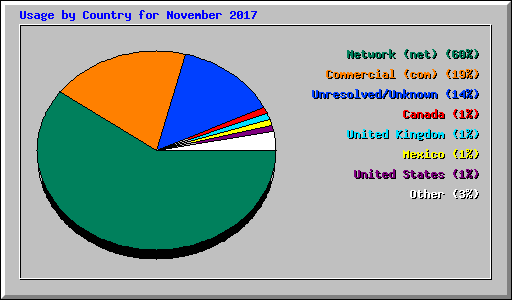 Usage by Country for November 2017
Network (net) (60%)
Commercial (com) (19%)
Unresolved/Unknown (14%)
Canada (1%)
United Kingdom (1%)
Mexico (1%)
United States (1%)
Other (3%)